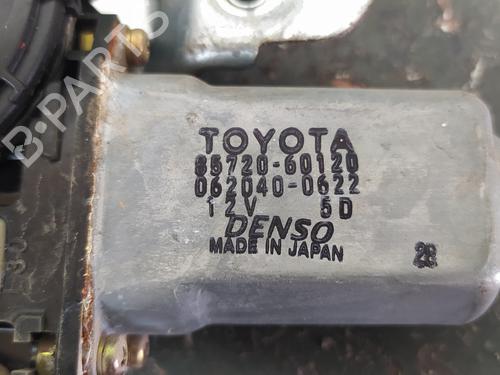 B-PARTS
TOYOTA
85720-60120
062040-0622
12V 5D
DENSO
MADE IN JAPAN
28